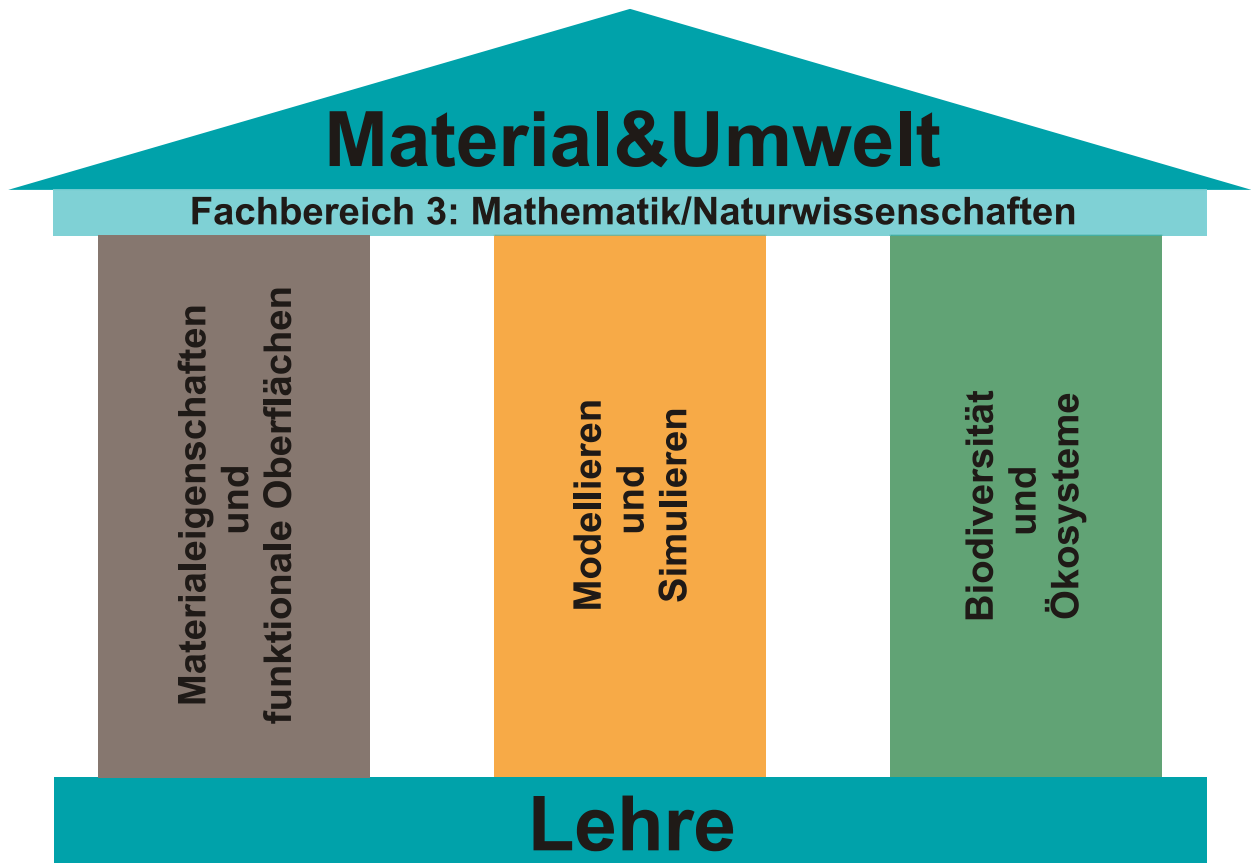 Material&Umwelt
Fachbereich 3: Mathematik/Naturwissenschaften
Materialeigenschaften
und
funktionale Oberflächen
Modellieren
und
Simulieren
Biodiversität
und
Ökosysteme
Lehre